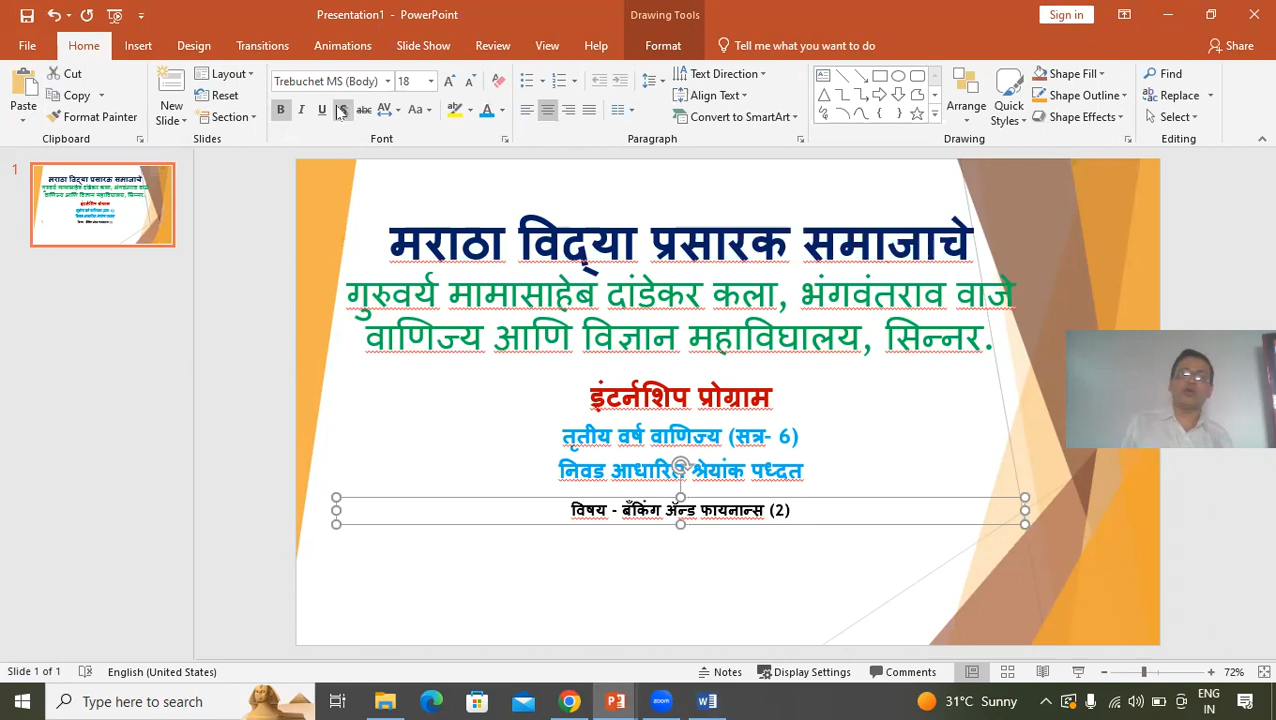 Presentation1 - PowerPoint
Drawing Tools
Sign in
File Home Insert Design Transitions Animations Slide Show Review View Help Format Tell me what you want to do Share
Paste
Cut
Copy
Format Painter
Clipboard
New Slide
Layout
Reset
Section
Slides
Trebuchet MS (Body) 18
B I U S abc AV Aa A
Font
Text Direction
Align Text
Convert to SmartArt
Paragraph
Arrange
Quick Styles
Shape Fill
Shape Outline
Shape Effects
Drawing
Find
Replace
Select
Editing
1
मराठा विद्‌या प्रसारक समाजाचे
गुरुवर्य मामासाहेब दांडेकर कला, भंगवंतराव वाजे
वाणिज्य आणि विज्ञान महाविघालय, सिन्नर.
इंटर्नशिप प्रोग्राम
तृतीय वर्ष वाणिज्य (सत्र- 6)
निवड आधारित श्रेयांक पध्दत
विषय - बँकिंग अ‍ॅन्ड फायनान्स (2)
Slide 1 of 1 English (United States) Notes Display Settings Comments 72%
Type here to search
zoom
31°C Sunny
ENG
IN